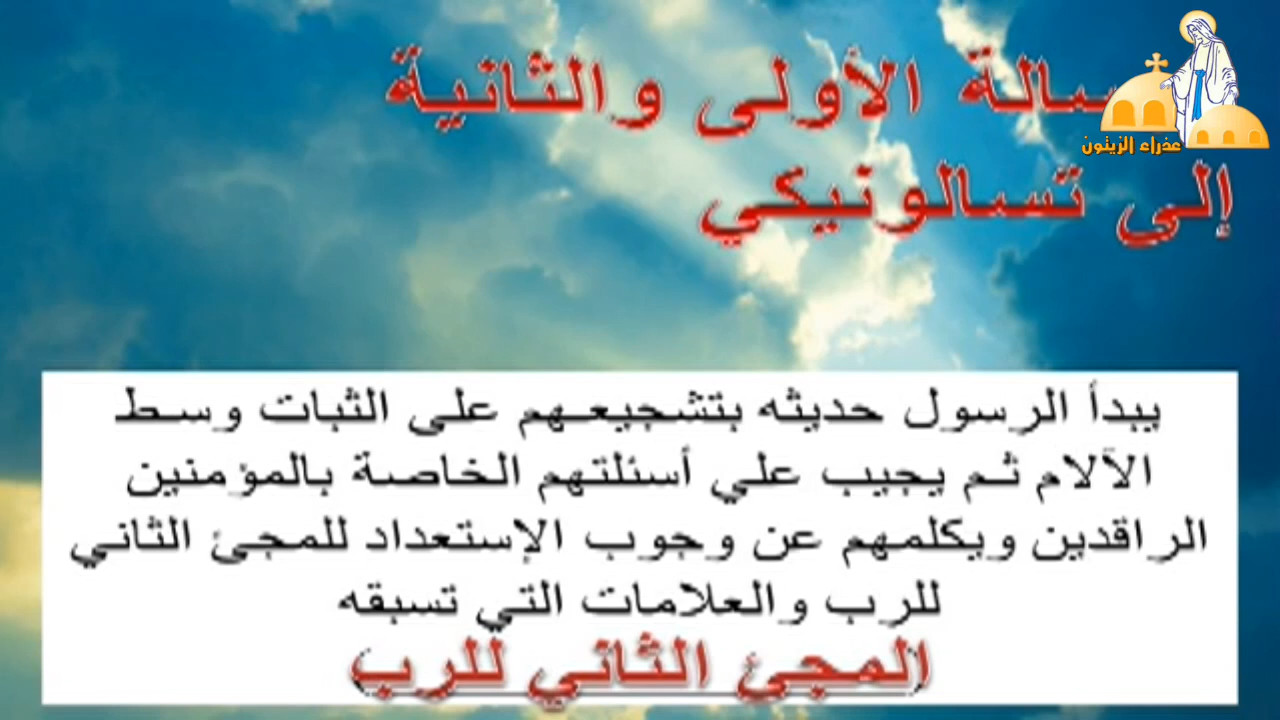 الأولى والثانية
إلى تسالونيكي
عذراء الزيتون
يبدأ الرسول حديثه بتشجيعهم على الثبات وسط
الآلام ثم يجيب علي أسئلتهم الخاصة بالمؤمنين
الراقدين ويكلمهم عن وجوب الإستعداد للمجئ الثاني
للرب والعلامات التي تسبقه
(المجئ الثاني للرب)